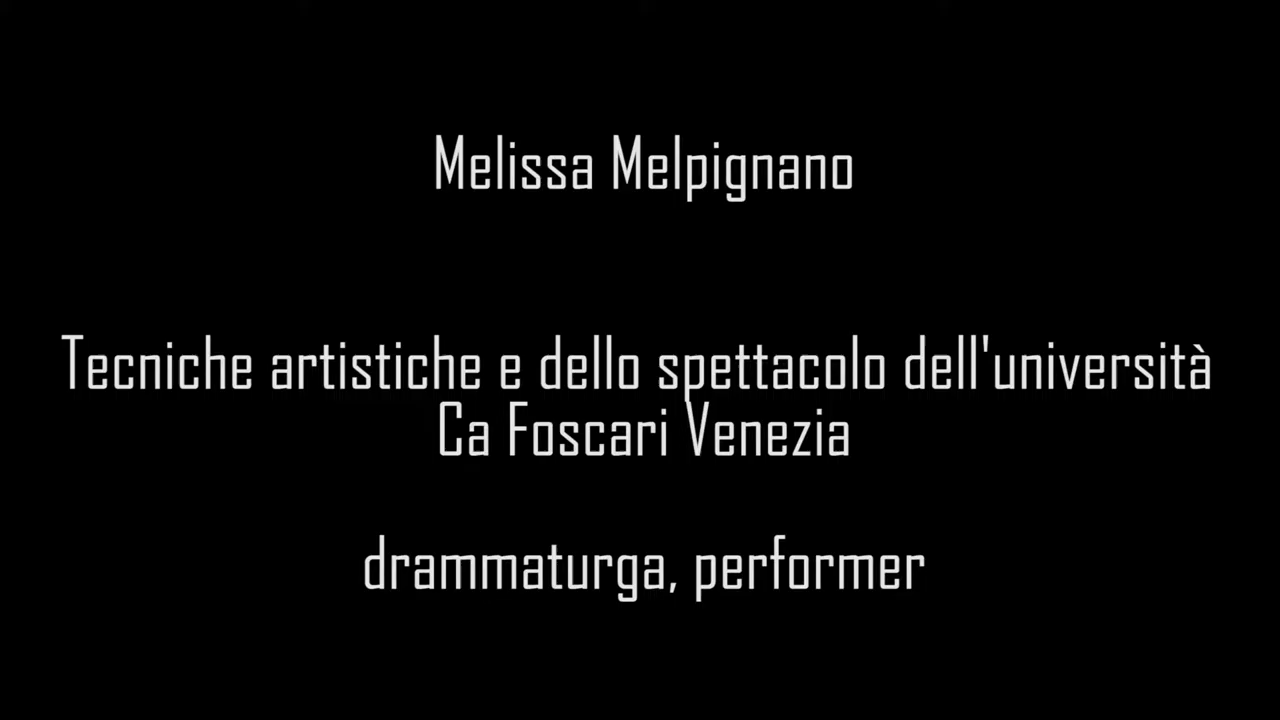 Melissa Melpignano
Tecniche artistiche e dello spettacolo dell'università
Ca Foscari Venezia
drammaturga, performer